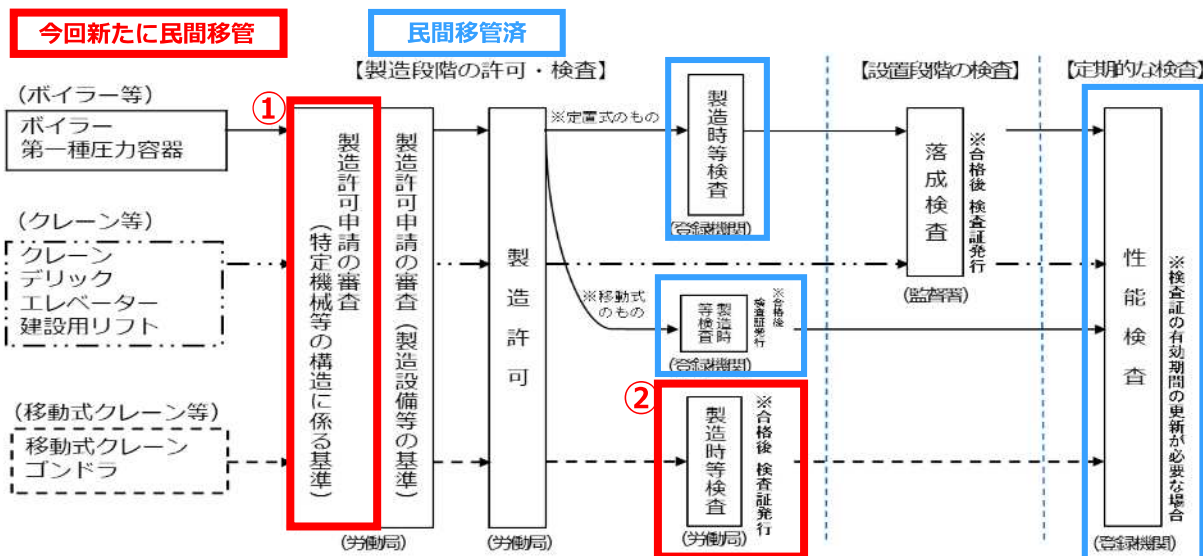 今回新たに民間移管
民間移管済
【製造段階の許可・検査】
【設置段階の検査】
【定期的な検査】
(ボイラー等)
ボイラー
第一種圧力容器
(クレーン等)
クレーン
デリック
エレベーター
建設用リフト
(移動式クレーン等)
移動式クレーン
ゴンドラ
①
製造許可申請の審査
(特定機械等の構造に係る基準)
製造許可申請の審査(製造設備等の基準)
(労働局)
製造許可
(労働局)
※定置式のもの
製造時等検査
(登録機関)
※移動式
のもの
製造時
等検査
※合格後
検査証発行
(登録機関)
②
製造時等検査
※合格後 検査証発行
(労働局)
落成検査
※合格後 検査証発行
(監督署)
性能検査
※検査証の有効期間の更新が必要な場合
(登録機関)